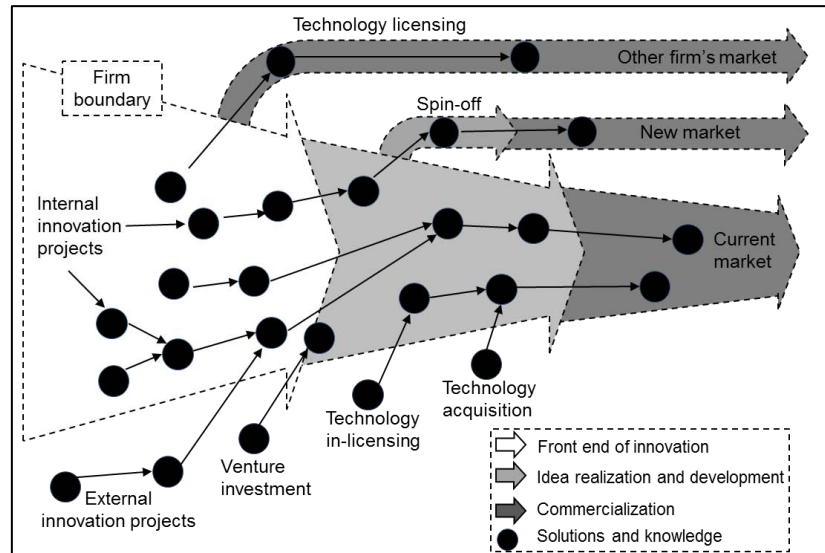 Technology licensing
Other firm's market
Firm
boundary
Spin-off
New market
Internal
innovation
projects
Current
market
Technology
in-licensing
Technology
acquisition
Venture
investment
External
innovation projects
Front end of innovation
Idea realization and development
Commercialization
Solutions and knowledge